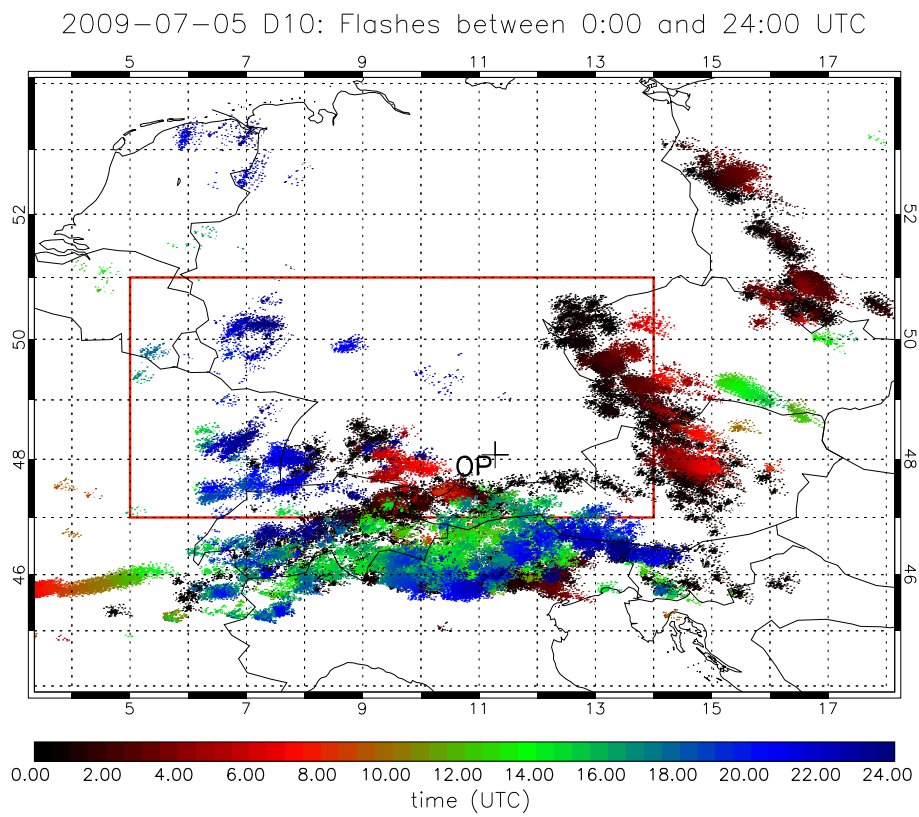 2009-07-05 D10: Flashes between 0:00 and 24:00 UTC
5 7 9 11 13 15 17
52 52
50 50
OP
48 48
46 46
5 7 9 11 13 15 17
0.00 2.00 4.00 6.00 8.00 10.00 12.00 14.00 16.00 18.00 20.00 22.00 24.00
time (UTC)